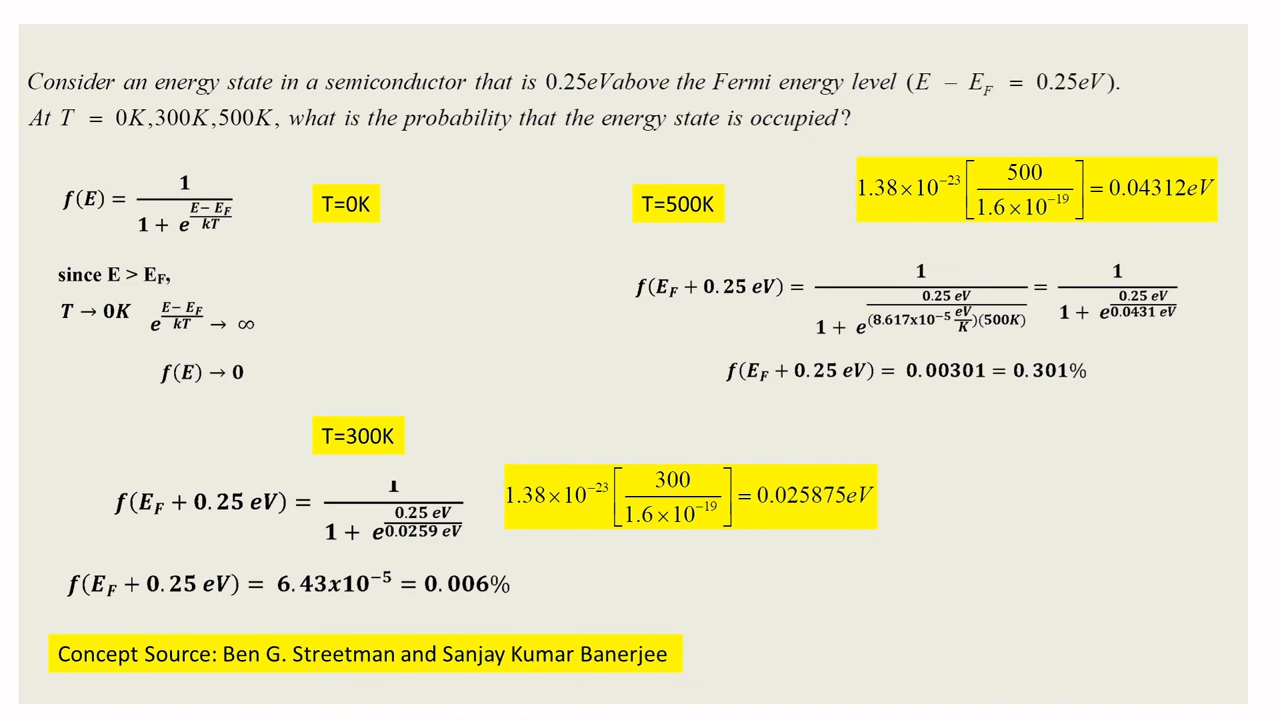 Consider an energy state in a semiconductor that is 0.25eVabove the Fermi energy level (E − E_F = 0.25eV).
At T = 0K,300K,500K, what is the probability that the energy state is occupied?
f(E) = 1 / (1 + e^((E− E_F)/kT))
T=0K
since E > E_F,
T → 0K e^((E− E_F)/kT) → ∞
f(E) → 0
T=500K
1.38×10^−23 [500 / 1.6×10^−19] = 0.04312eV
f(E_F + 0.25 eV) = 1 / (1 + e^(0.25 eV/((8.617x10^−5 eV/K)(500K)))) = 1 / (1 + e^(0.25 eV/0.0431 eV))
f(E_F + 0.25 eV) = 0.00301 = 0.301%
T=300K
f(E_F + 0.25 eV) = 1 / (1 + e^(0.25 eV/0.0259 eV))
1.38×10^−23 [300 / 1.6×10^−19] = 0.025875eV
f(E_F + 0.25 eV) = 6.43x10^−5 = 0.006%
Concept Source: Ben G. Streetman and Sanjay Kumar Banerjee